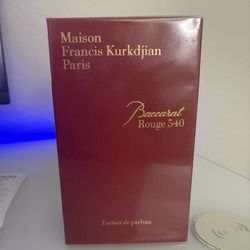 Maison
Francis Kurkdjian
Paris
Baccarat
Rouge 540
Extrait de parfum